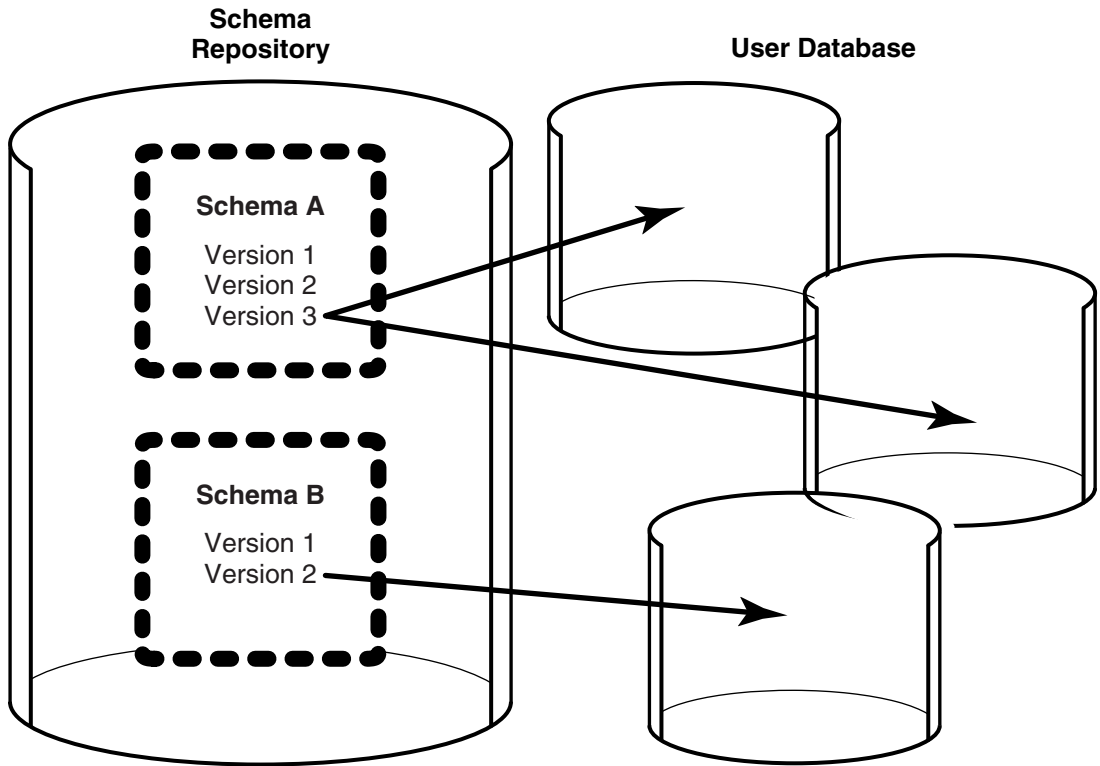 Schema
Repository
User Database
Schema A
Version 1
Version 2
Version 3
Schema B
Version 1
Version 2